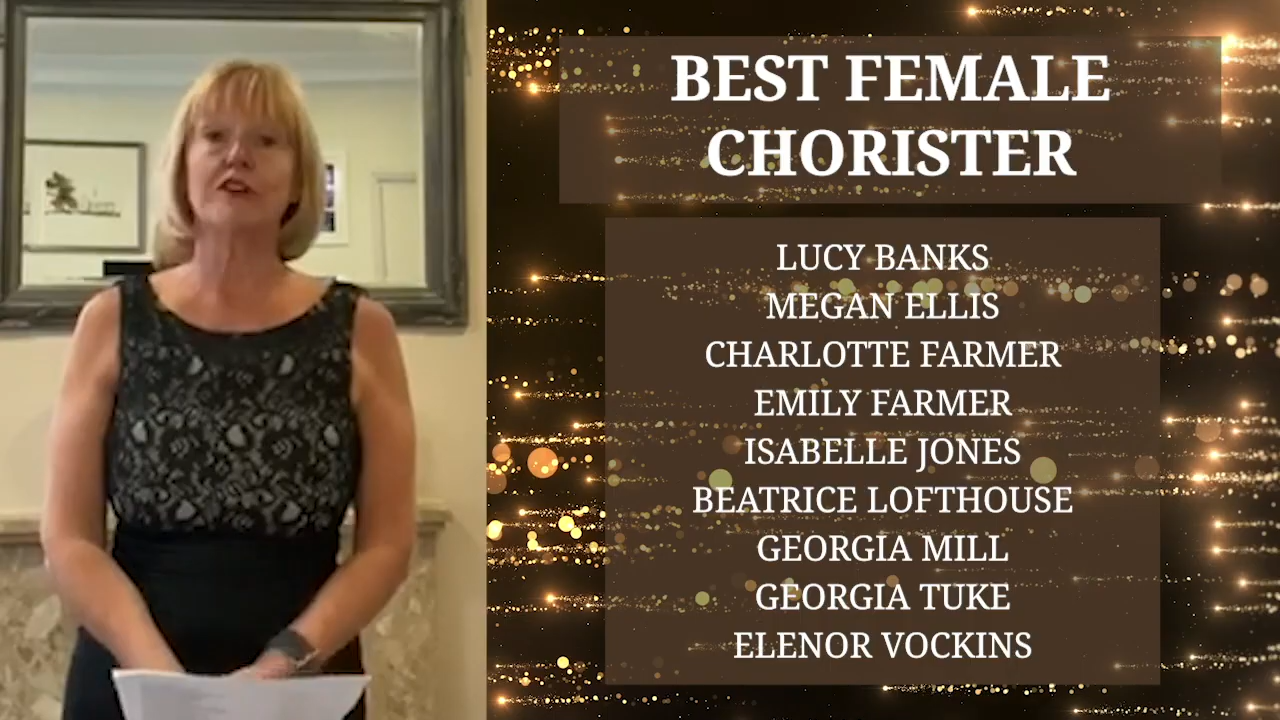 BEST FEMALE
CHORISTER
LUCY BANKS
MEGAN ELLIS
CHARLOTTE FARMER
EMILY FARMER
ISABELLE JONES
BEATRICE LOFTHOUSE
GEORGIA MILL
GEORGIA TUKE
ELENOR VOCKINS